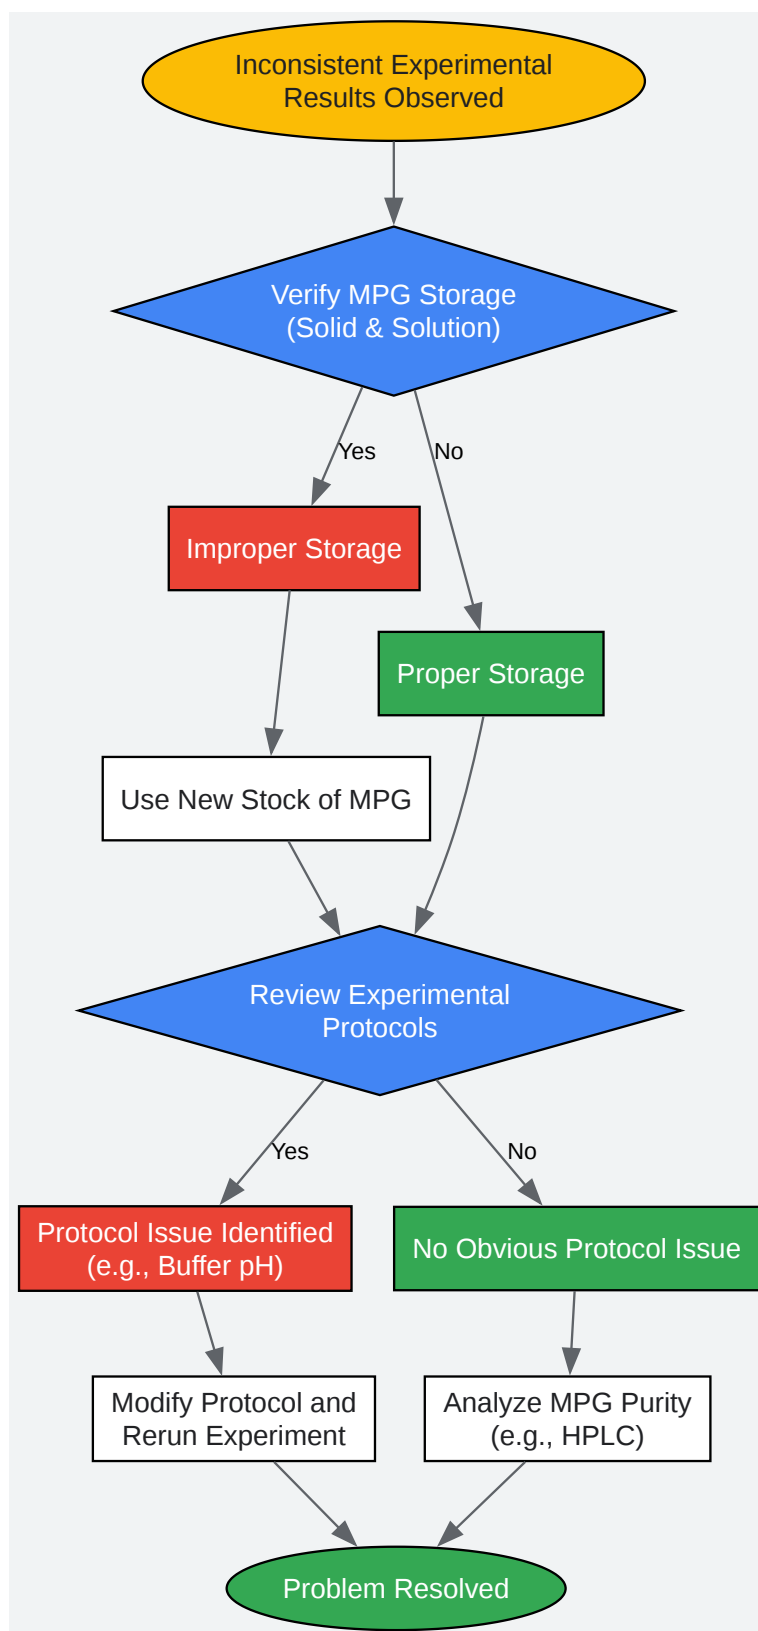 Inconsistent Experimental
Results Observed
Verify MPG Storage
(Solid & Solution)
Yes
No
Improper Storage
Proper Storage
Use New Stock of MPG
Review Experimental
Protocols
Yes
No
Protocol Issue Identified
(e.g., Buffer pH)
No Obvious Protocol Issue
Modify Protocol and
Rerun Experiment
Analyze MPG Purity
(e.g., HPLC)
Problem Resolved